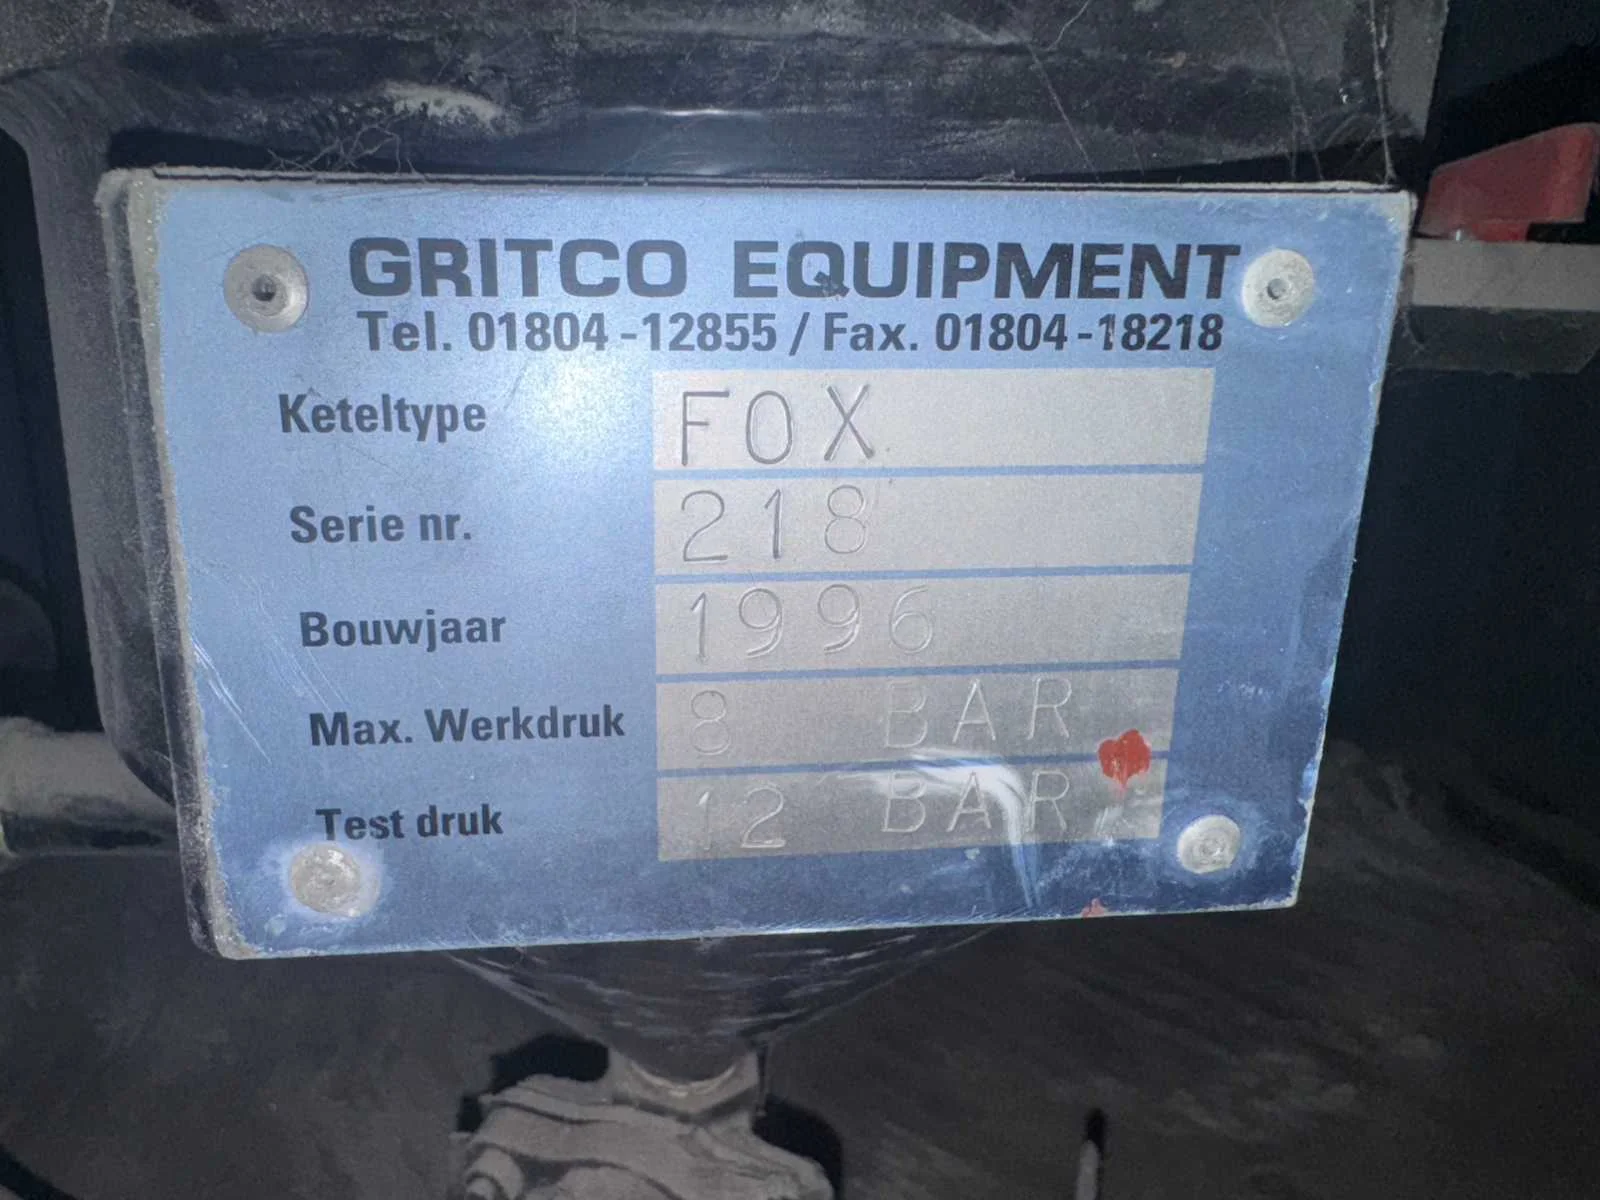 GRITCO EQUIPMENT
Tel. 01804-12855 / Fax. 01804-18218
Keteltype FOX
Serie nr. 218
Bouwjaar 1996
Max. Werkdruk 8 BAR
Test druk 12 BAR